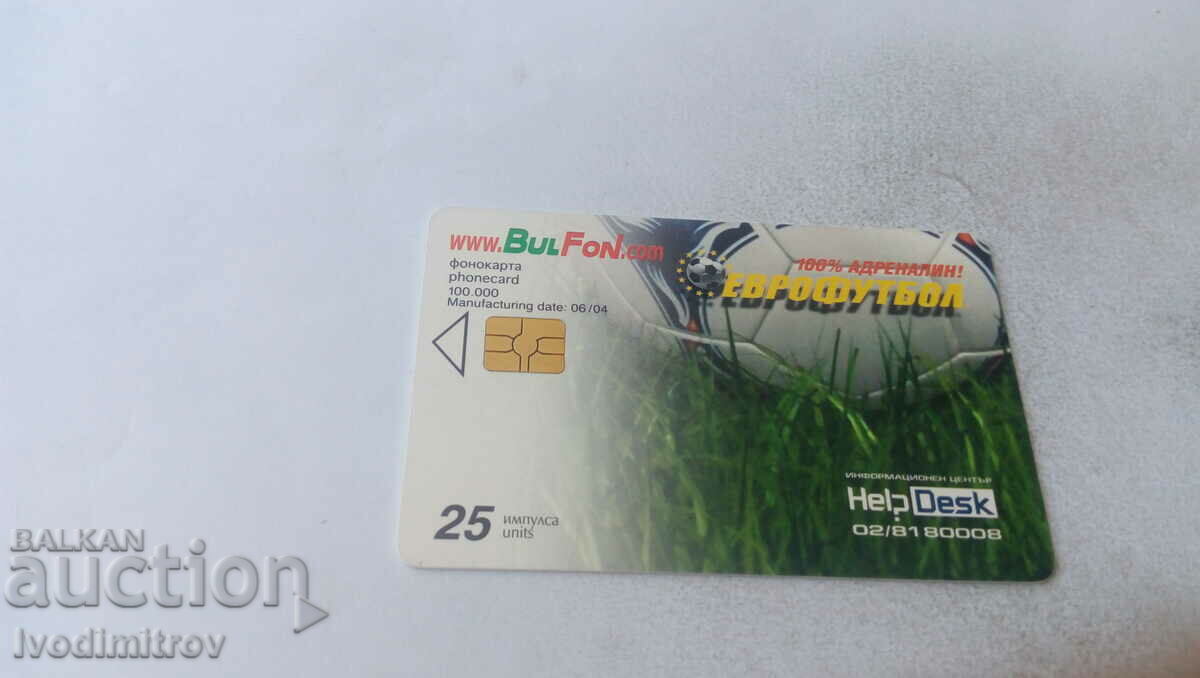 www.BulFon.com
фонокарта
phonecard
100.000
Manufacturing date: 06/04
100% АДРЕНАЛИН!
ЕВРОФУТБОЛ
ИНФОРМАЦИОНЕН ЦЕНТЪР
Help Desk
02/8180008
25 импулса
units
BALKAN
auction
Ivodimitrov